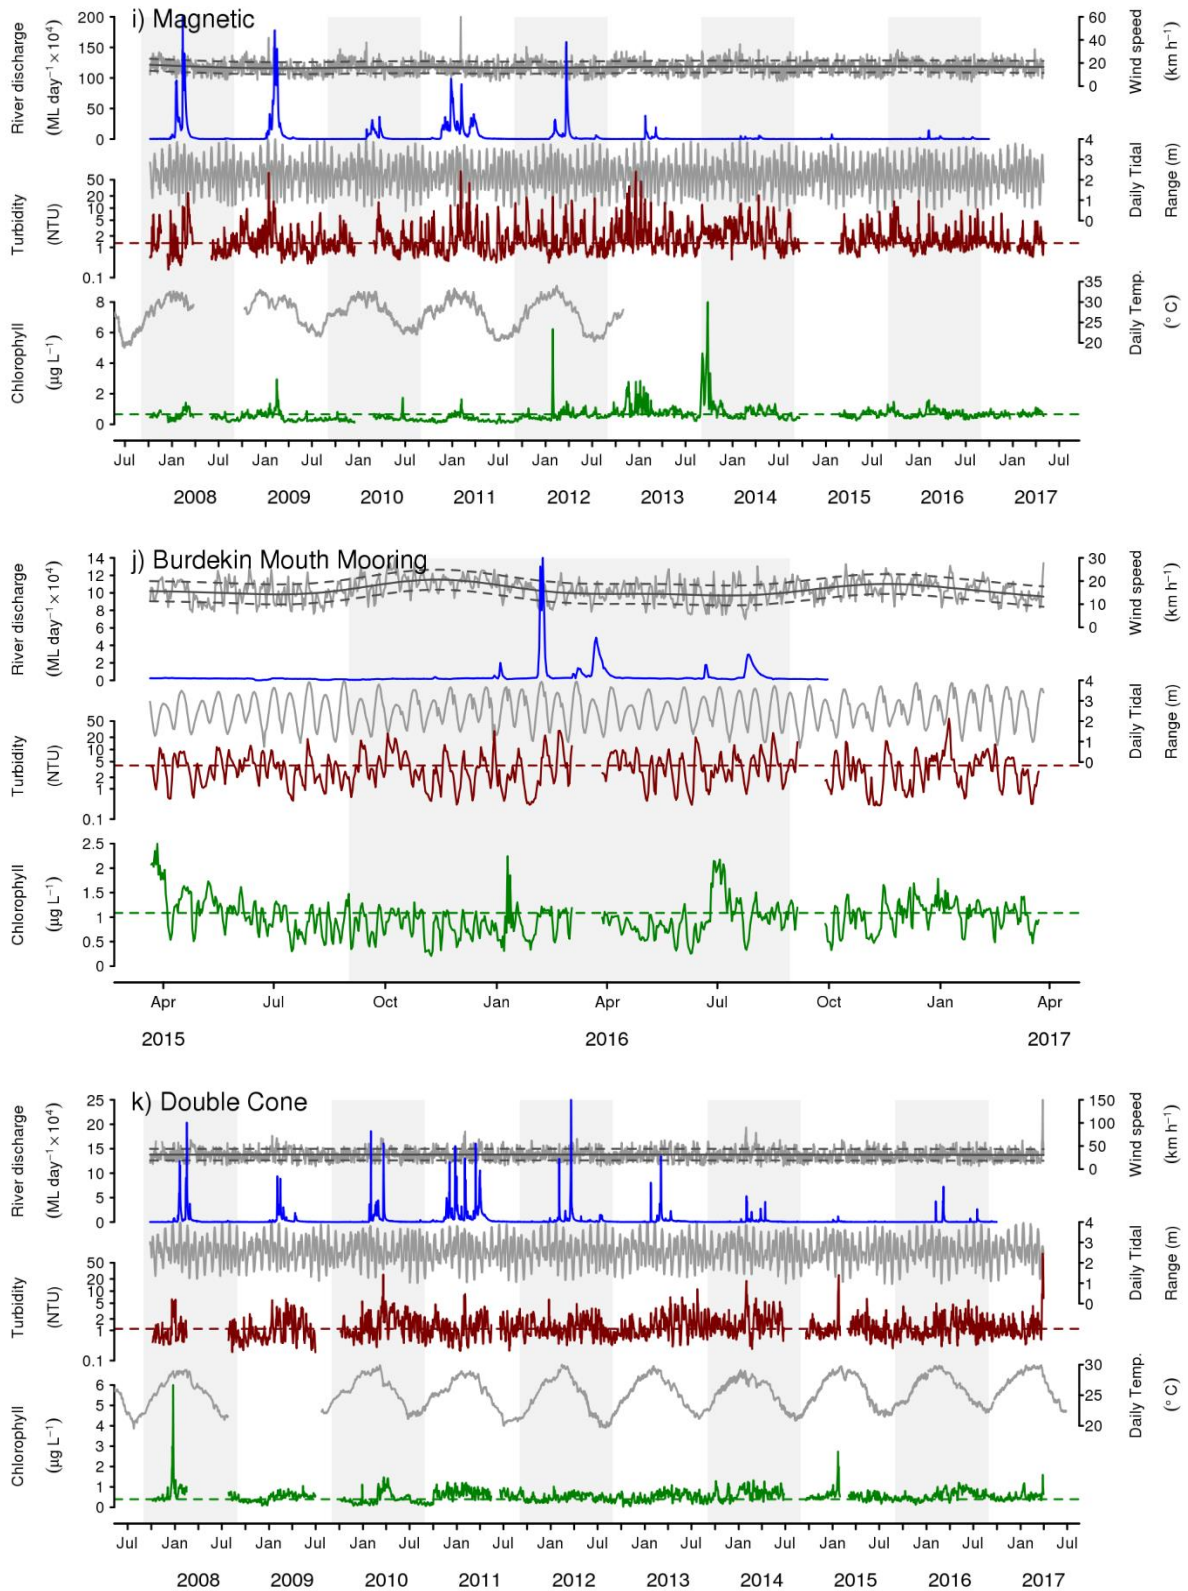 i) Magnetic
River discharge
(ML day⁻¹ × 10⁴)
200
150
100
50
0
60
40
20
0
Wind speed
(km h⁻¹)
4
3
2
1
0
Daily Tidal
Range (m)
Turbidity
(NTU)
50
20
10
5
2
1
0.1
35
30
25
20
Daily Temp.
(° C)
Chlorophyll
(µg L⁻¹)
8
6
4
2
0
Jul Jan Jul Jan Jul Jan Jul Jan Jul Jan Jul Jan Jul Jan Jul Jan Jul Jan Jul Jan Jul
2008 2009 2010 2011 2012 2013 2014 2015 2016 2017
j) Burdekin Mouth Mooring
River discharge
(ML day⁻¹ × 10⁴)
14
12
10
8
6
4
2
0
30
20
10
0
Wind speed
(km h⁻¹)
4
3
2
1
0
Daily Tidal
Range (m)
Turbidity
(NTU)
50
20
10
5
2
1
0.1
Chlorophyll
(µg L⁻¹)
2.5
2
1.5
1
0.5
0
Apr Jul Oct Jan Apr Jul Oct Jan Apr
2015 2016 2017
k) Double Cone
River discharge
(ML day⁻¹ × 10⁴)
25
20
15
10
5
0
150
100
50
0
Wind speed
(km h⁻¹)
4
3
2
1
0
Daily Tidal
Range (m)
Turbidity
(NTU)
50
20
10
5
2
1
0.1
30
25
20
Daily Temp.
(° C)
Chlorophyll
(µg L⁻¹)
6
5
4
3
2
1
0
Jul Jan Jul Jan Jul Jan Jul Jan Jul Jan Jul Jan Jul Jan Jul Jan Jul Jan Jul Jan Jul
2008 2009 2010 2011 2012 2013 2014 2015 2016 2017